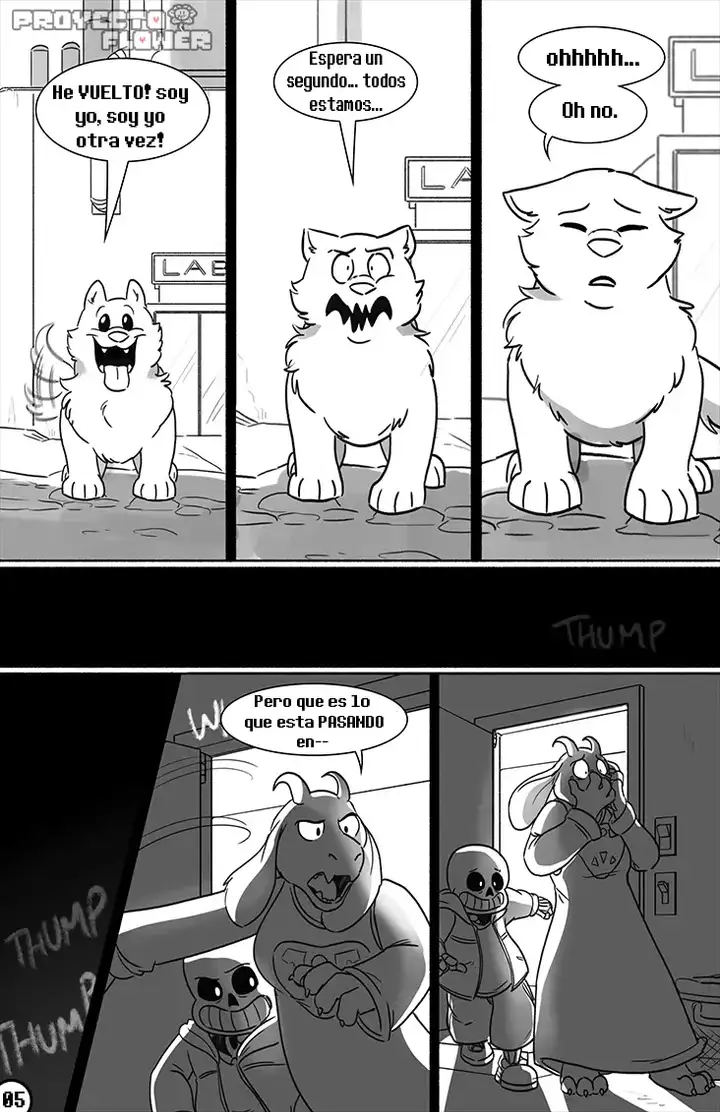 PROYECTO
FLOWER
He VUELTO! soy
yo, soy yo
otra vez!
Espera un
segundo... todos
estamos...
ohhhhh...
Oh no.
LAB
LA
THUMP
Pero que es lo
que esta PASANDO
en--
THUMP
THUMP
05